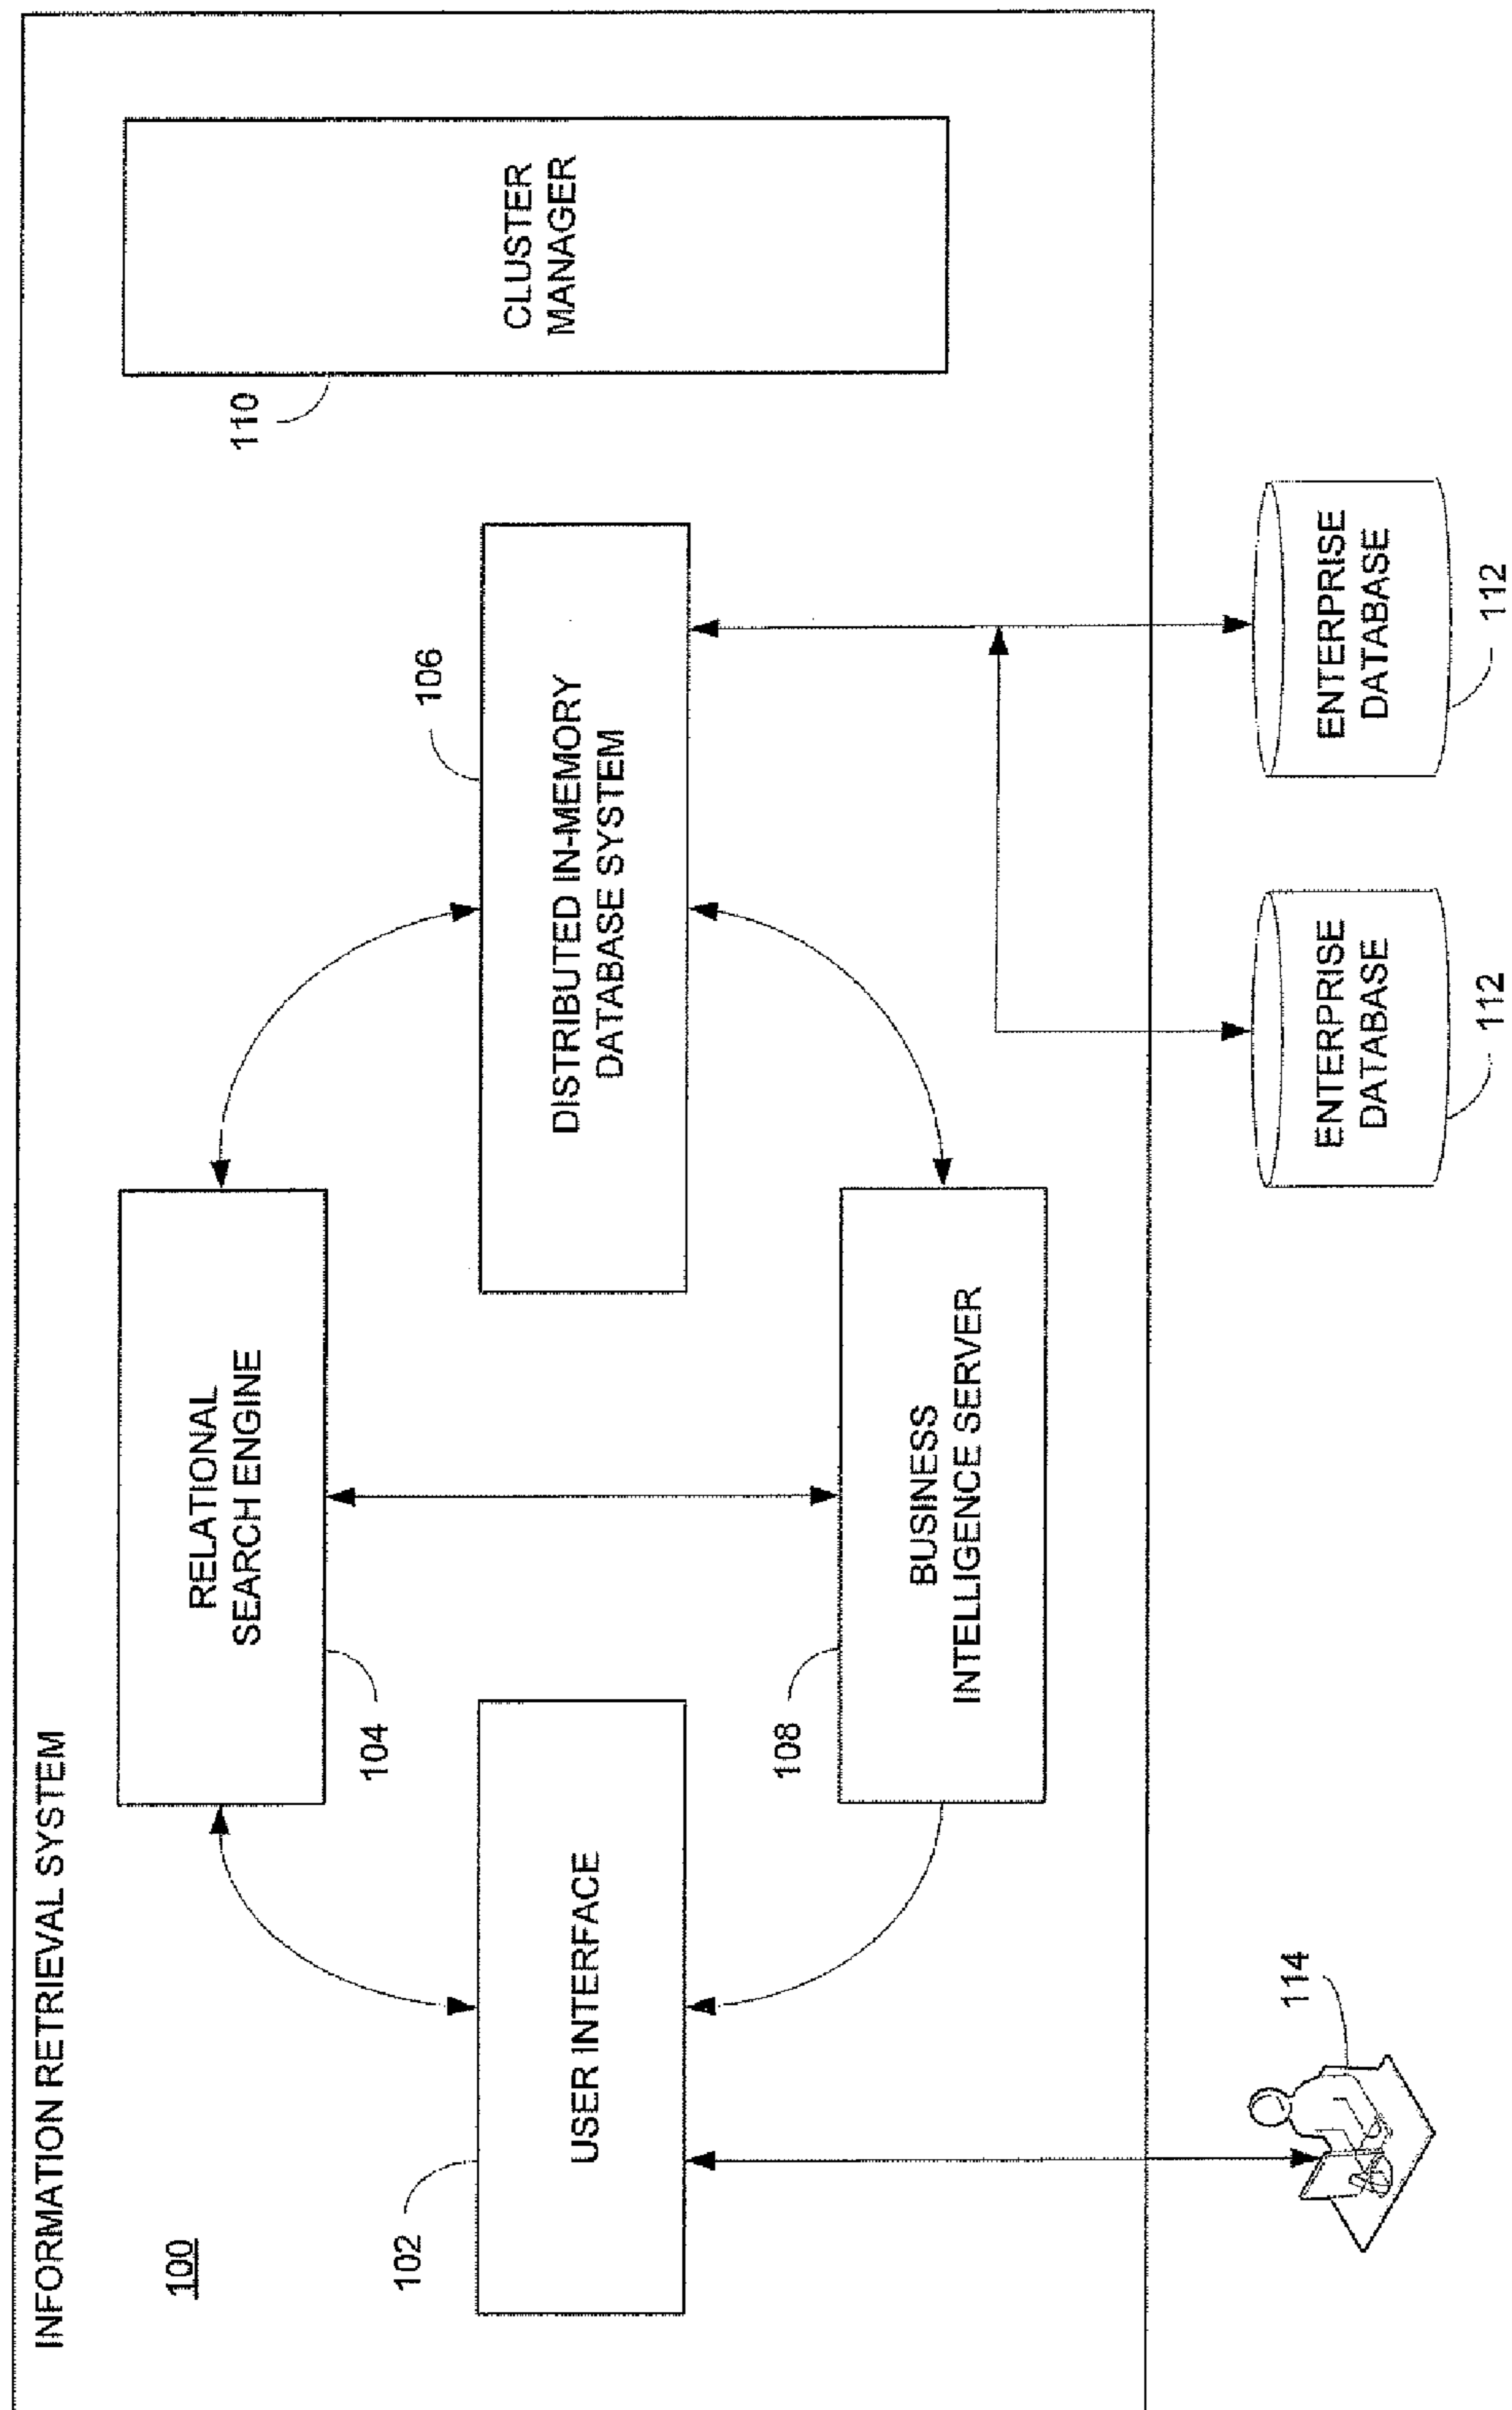 INFORMATION RETRIEVAL SYSTEM
100
RELATIONAL
SEARCH ENGINE
104
CLUSTER
MANAGER
110
USER INTERFACE
102
DISTRIBUTED IN-MEMORY
DATABASE SYSTEM
106
BUSINESS
INTELLIGENCE SERVER
108
114
ENTERPRISE
DATABASE
112
ENTERPRISE
DATABASE
112